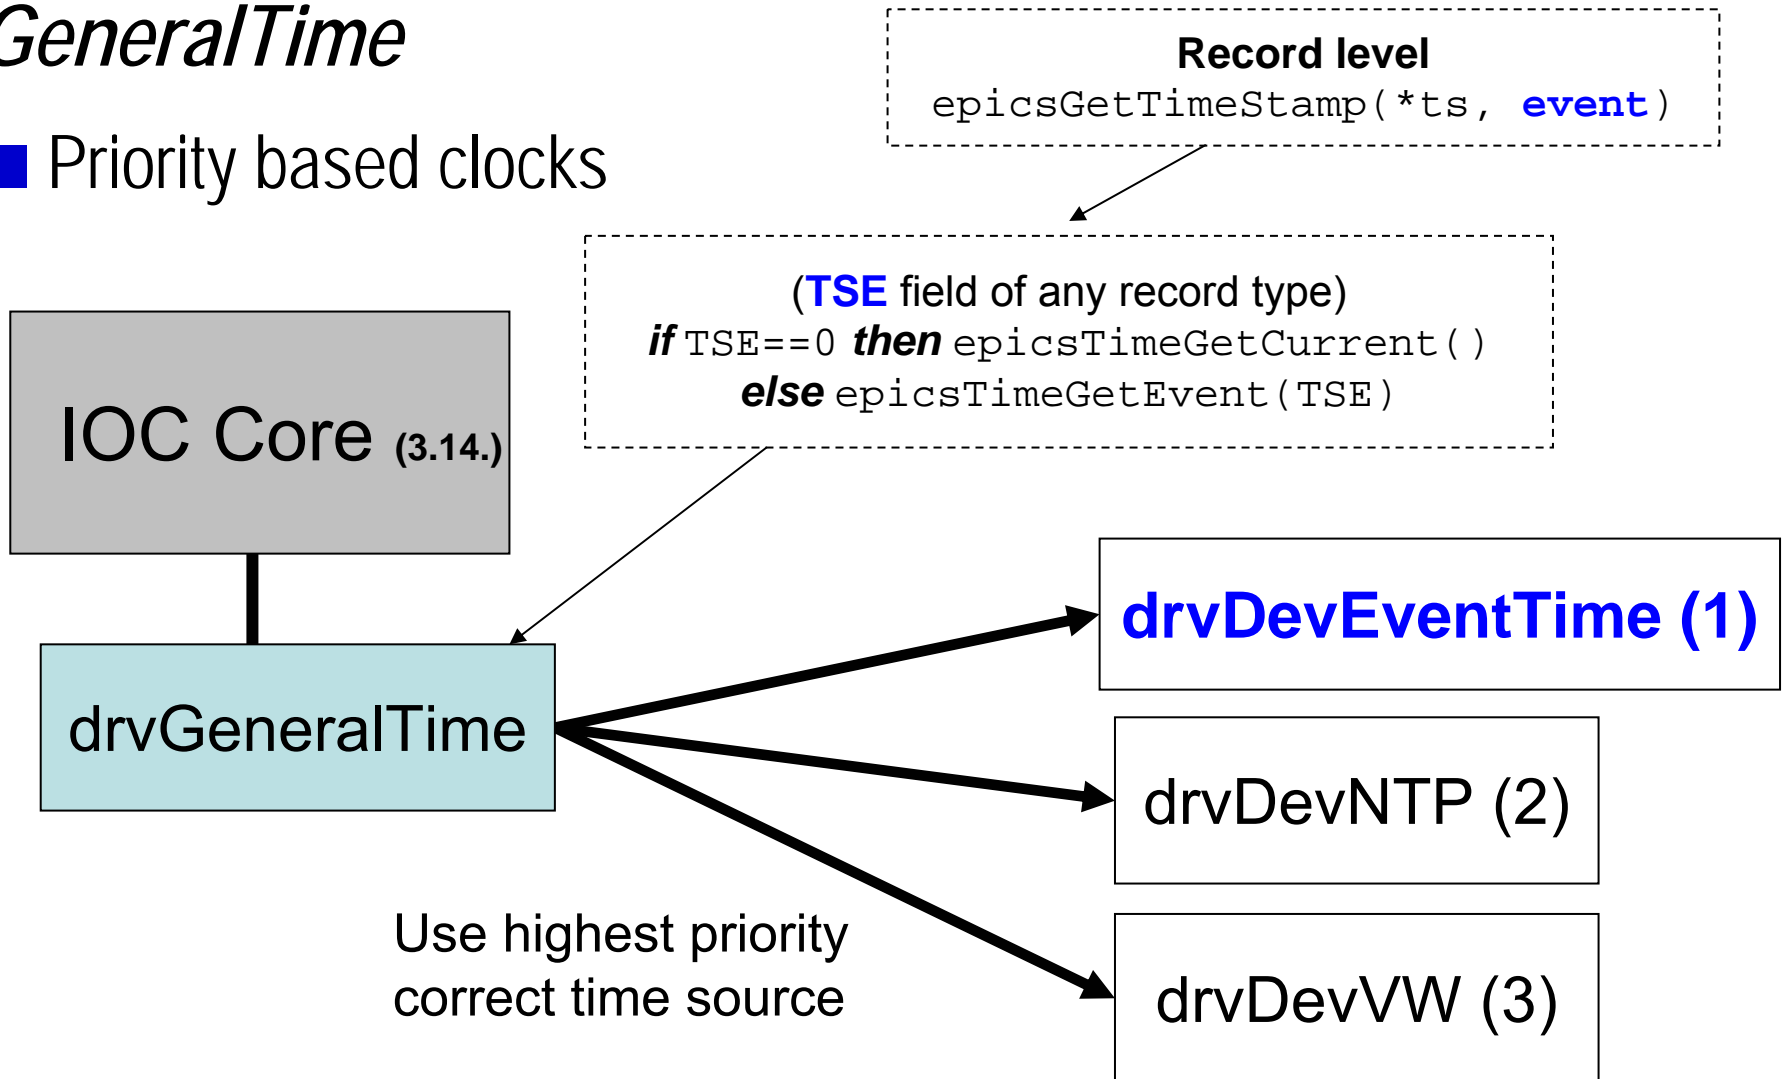 GeneralTime
Priority based clocks
Record level
epicsGetTimeStamp(*ts, event)
(TSE field of any record type)
if TSE==0 then epicsTimeGetCurrent()
else epicsTimeGetEvent(TSE)
IOC Core (3.14.)
drvGeneralTime
drvDevEventTime (1)
drvDevNTP (2)
drvDevVW (3)
Use highest priority
correct time source